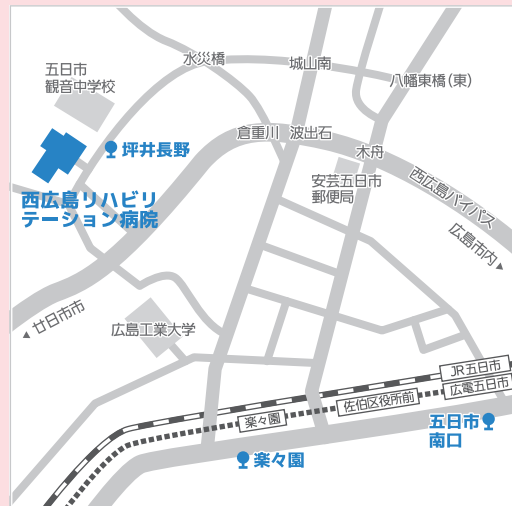 水災橋
城山南
五日市
観音中学校
八幡東橋（東）
倉重川
波出石
坪井長野
木舟
安芸五日市
郵便局
西広島バイパス
西広島リハビリ
テーション病院
広島市内▶
◀廿日市市
広島工業大学
JR五日市
広電五日市
佐伯区役所前
楽々園
五日市
南口
楽々園